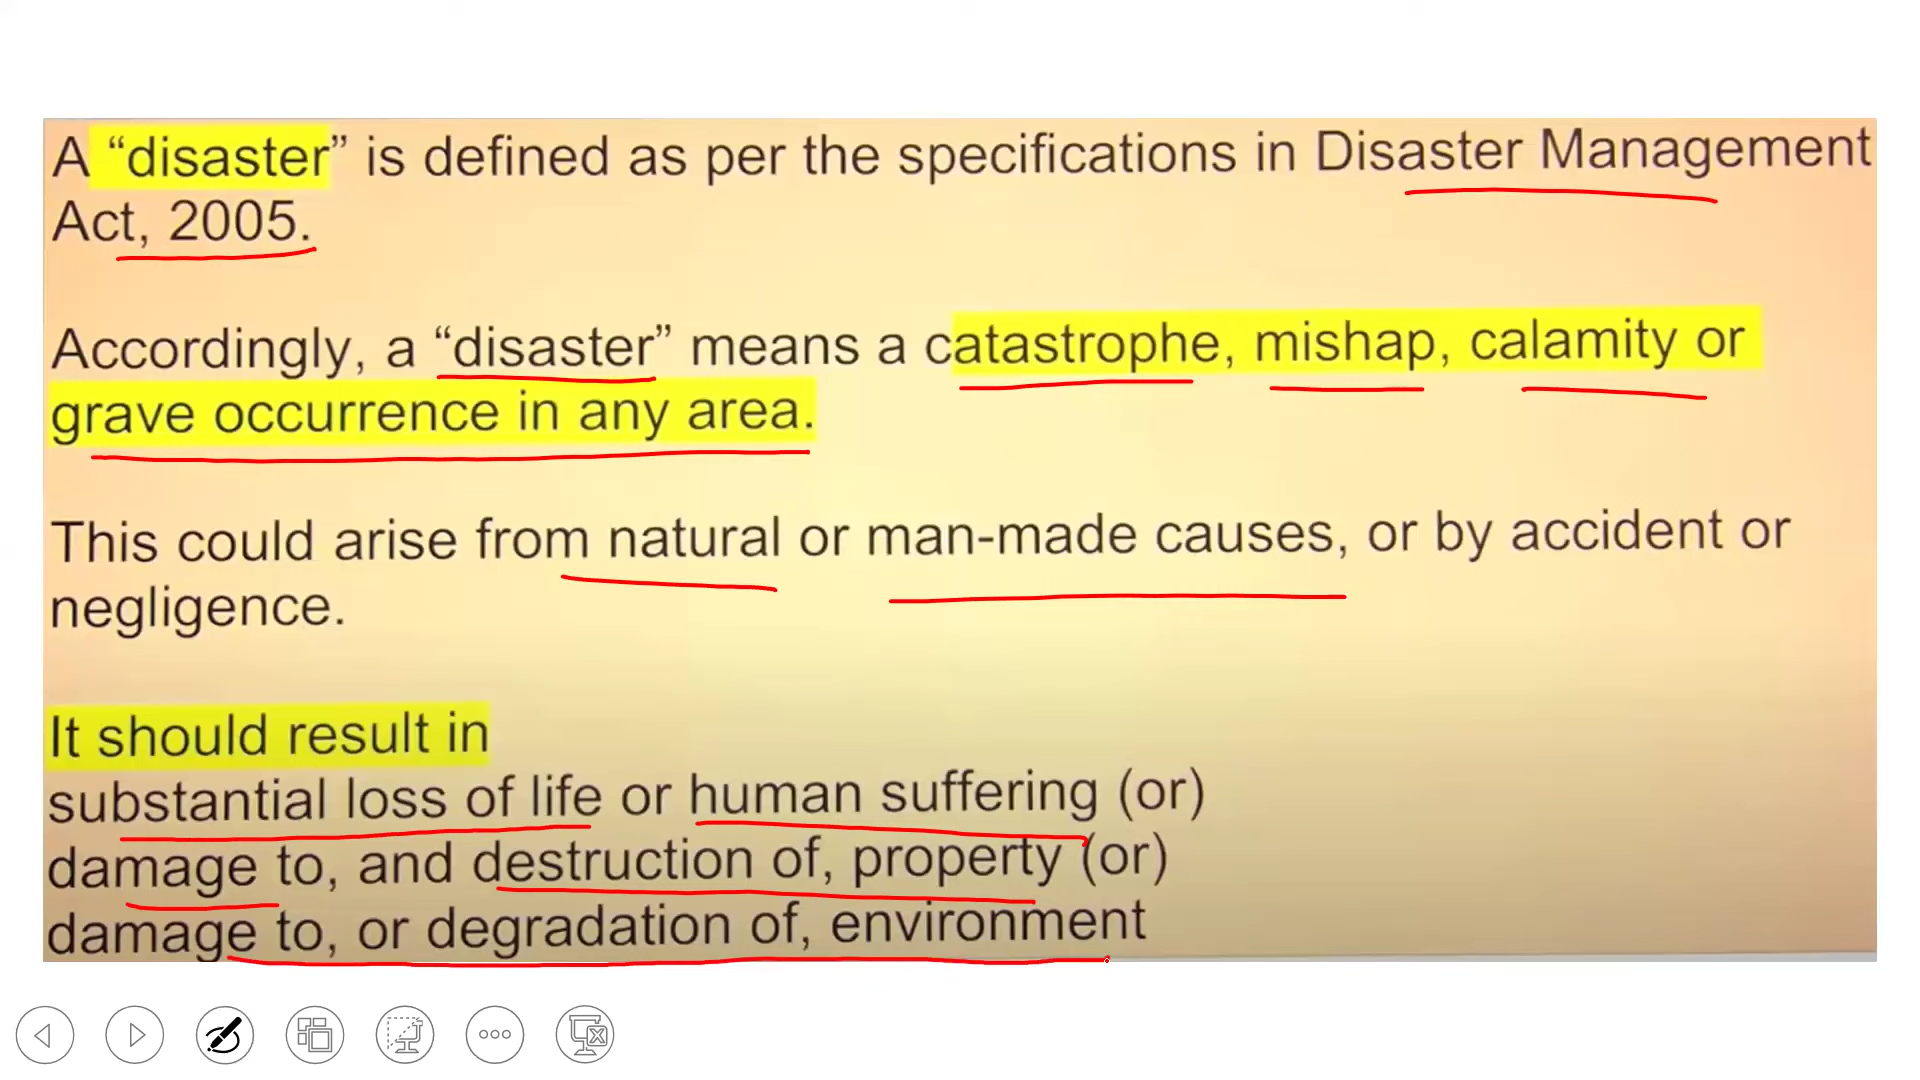 A “disaster” is defined as per the specifications in Disaster Management
Act, 2005.
Accordingly, a “disaster” means a catastrophe, mishap, calamity or
grave occurrence in any area.
This could arise from natural or man-made causes, or by accident or
negligence.
It should result in
substantial loss of life or human suffering (or)
damage to, and destruction of, property (or)
damage to, or degradation of, environment